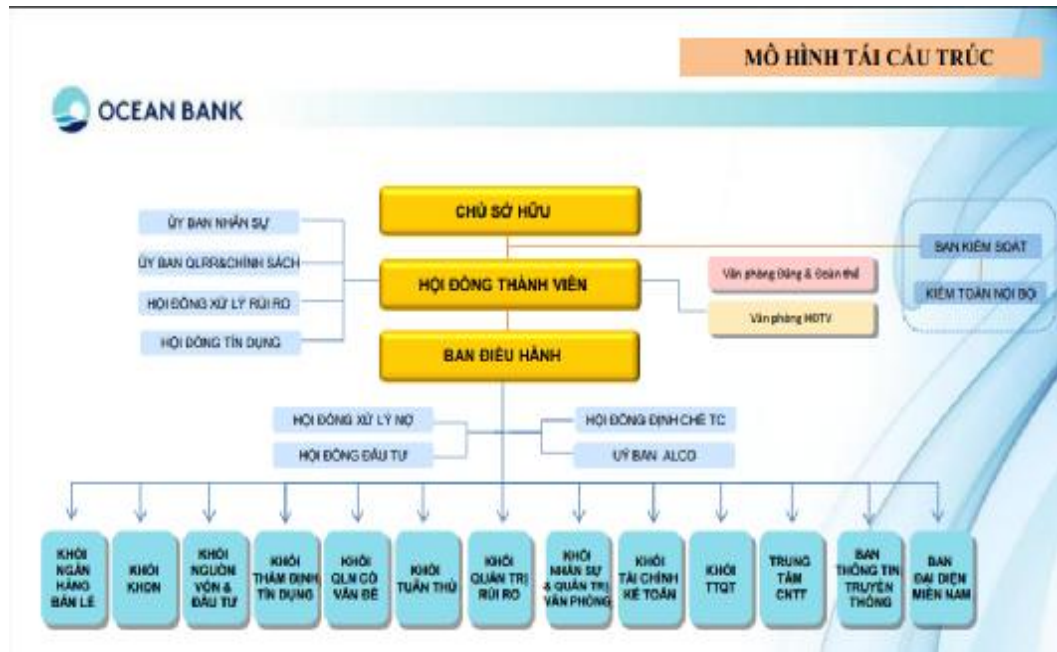 MÔ HÌNH TÁI CẤU TRÚC
OCEAN BANK
CHỦ SỞ HỮU
ỦY BAN NHÂN SỰ
BAN KIỂM SOÁT
ỦY BAN QLRR&CHÍNH SÁCH
HỘI ĐỒNG THÀNH VIÊN
Văn phòng Đảng & Đoàn thể
KIỂM TOÁN NỘI BỘ
HỘI ĐỒNG XỬ LÝ RỦI RO
Văn phòng HĐTV
HỘI ĐỒNG TÍN DỤNG
BAN ĐIỀU HÀNH
HỘI ĐỒNG XỬ LÝ NỢ
HỘI ĐỒNG ĐỊNH CHẾ TC
HỘI ĐỒNG ĐẦU TƯ
UỶ BAN ALCO
KHỐI
NGÂN
HÀNG
BÁN LẺ
KHỐI
KHDN
KHỐI
NGUỒN
VỐN &
ĐẦU TƯ
KHỐI
THẨM ĐỊNH
TÍN DỤNG
KHỐI
QLN CÓ
VẤN ĐỀ
KHỐI
TUÂN THỦ
KHỐI
QUẢN TRỊ
RỦI RO
KHỐI
NHÂN SỰ
& QUẢN TRỊ
VĂN PHÒNG
KHỐI
TÀI CHÍNH
KẾ TOÁN
KHỐI
TTQT
TRUNG
TÂM
CNTT
BAN
THÔNG TIN
TRUYỀN
THÔNG
BAN
ĐẠI DIỆN
MIỀN NAM